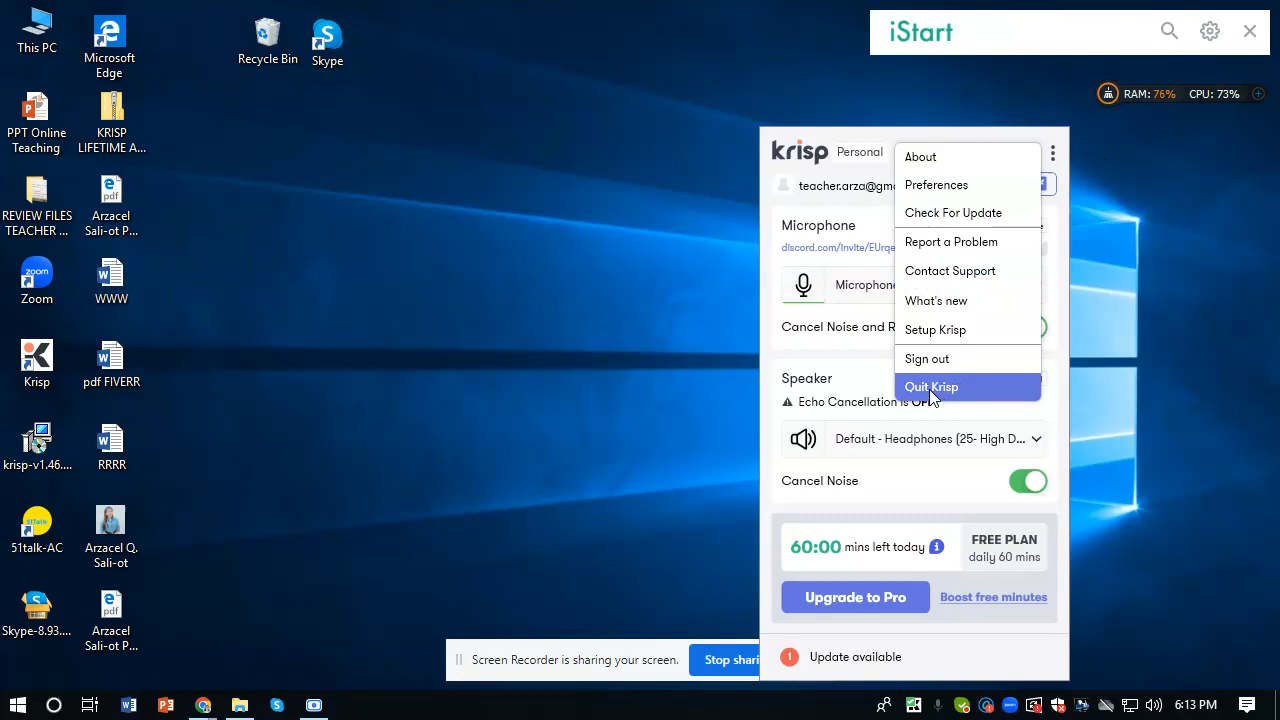 This PC
Microsoft
Edge
Recycle Bin
Skype
PPT Online
Teaching
KRISP
LIFETIME A...
REVIEW FILES
TEACHER ...
Arzacel
Sali-ot P...
Zoom
WWW
Krisp
pdf FIVERR
krisp-v1.46....
RRRR
51Talk
51talk-AC
Arzacel Q.
Sali-ot
Skype-8.93....
Arzacel
Sali-ot P...
iStart
RAM: 76%
CPU: 73%
krisp
Personal
teacher.arza@gma
About
Preferences
Check For Update
Report a Problem
Contact Support
What's new
Setup Krisp
Sign out
Quit Krisp
Microphone
discord.com/invite/EUrqe
Microphone
Cancel Noise and R
Speaker
Echo Cancellation is OFF
Default - Headphones (25- High D...
Cancel Noise
60:00 mins left today
FREE PLAN
daily 60 mins
Upgrade to Pro
Boost free minutes
1 Update available
Screen Recorder is sharing your screen.
Stop shari
6:13 PM